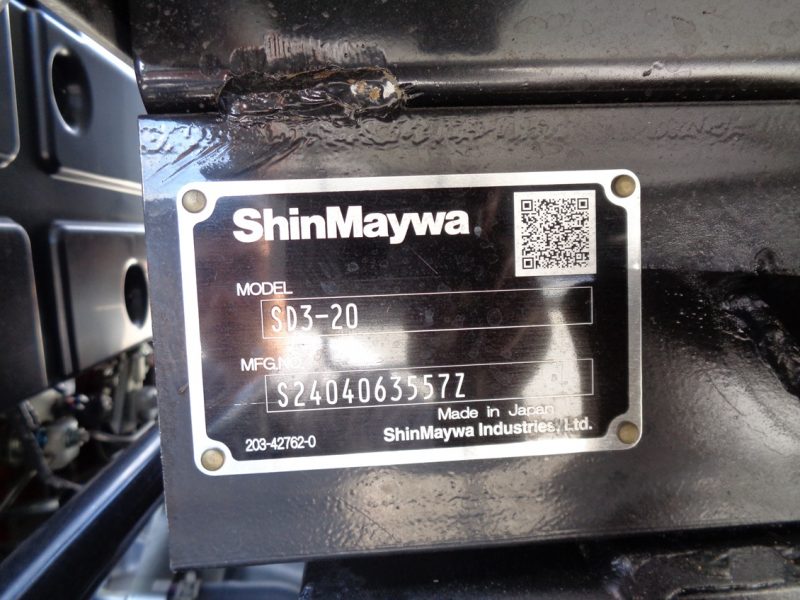 ShinMaywa
MODEL
SD3-20
MFG.NO.
S2404063557Z
Made in Japan
203-42762-0
ShinMaywa Industries, Ltd.